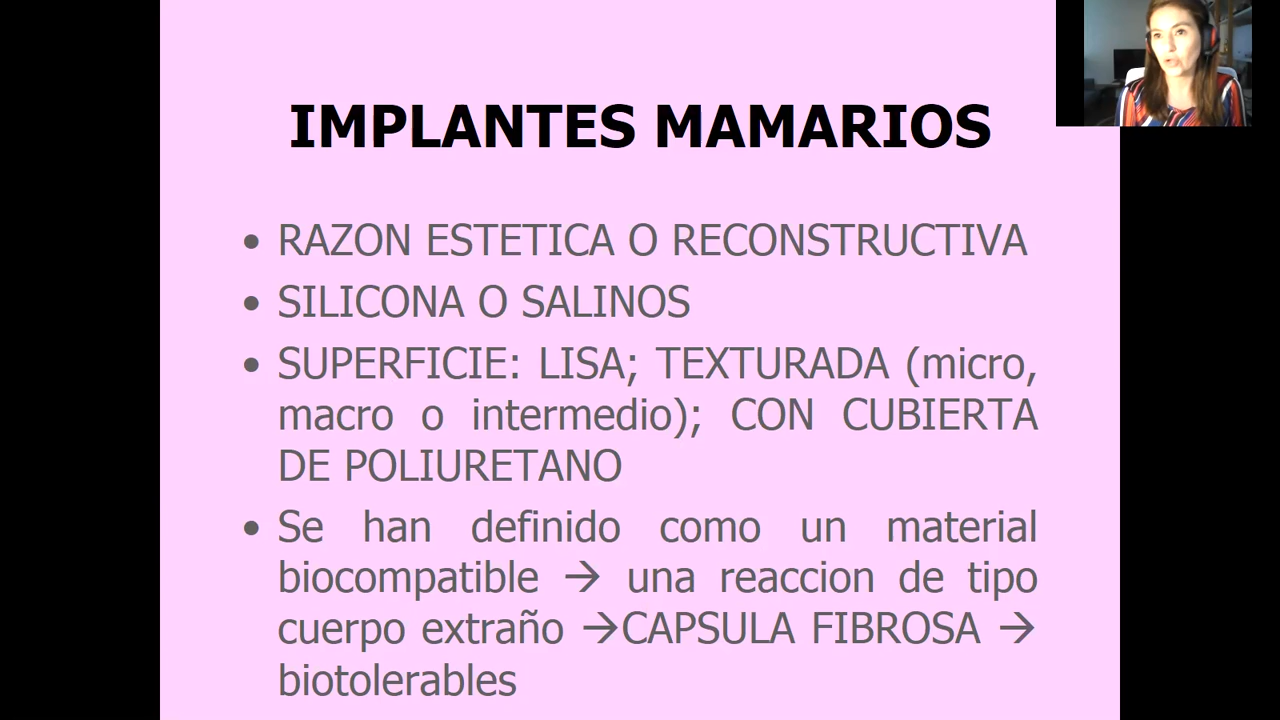 IMPLANTES MAMARIOS
• RAZON ESTETICA O RECONSTRUCTIVA
• SILICONA O SALINOS
• SUPERFICIE: LISA; TEXTURADA (micro,
macro o intermedio); CON CUBIERTA
DE POLIURETANO
• Se han definido como un material
biocompatible → una reaccion de tipo
cuerpo extraño →CAPSULA FIBROSA →
biotolerables